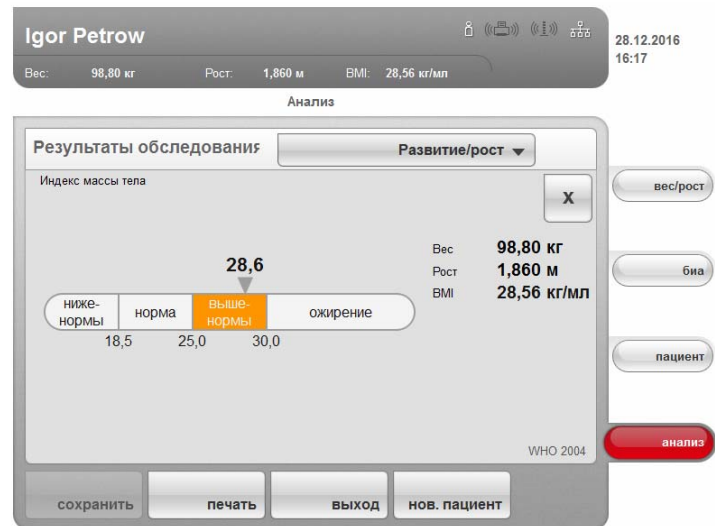 Igor Petrow
28.12.2016
16:17
Вес: 98,80 кг Рост: 1,860 м BMI: 28,56 кг/мп
Анализ
Результаты обследования
Развитие/рост
Индекс массы тела
X
вес/рост
Вес 98,80 кг
Рост 1,860 м
BMI 28,56 кг/мп
28,6
ниже-
нормы
норма
выше-
нормы
ожирение
18,5 25,0 30,0
биа
пациент
анализ
WHO 2004
сохранить печать выход нов. пациент